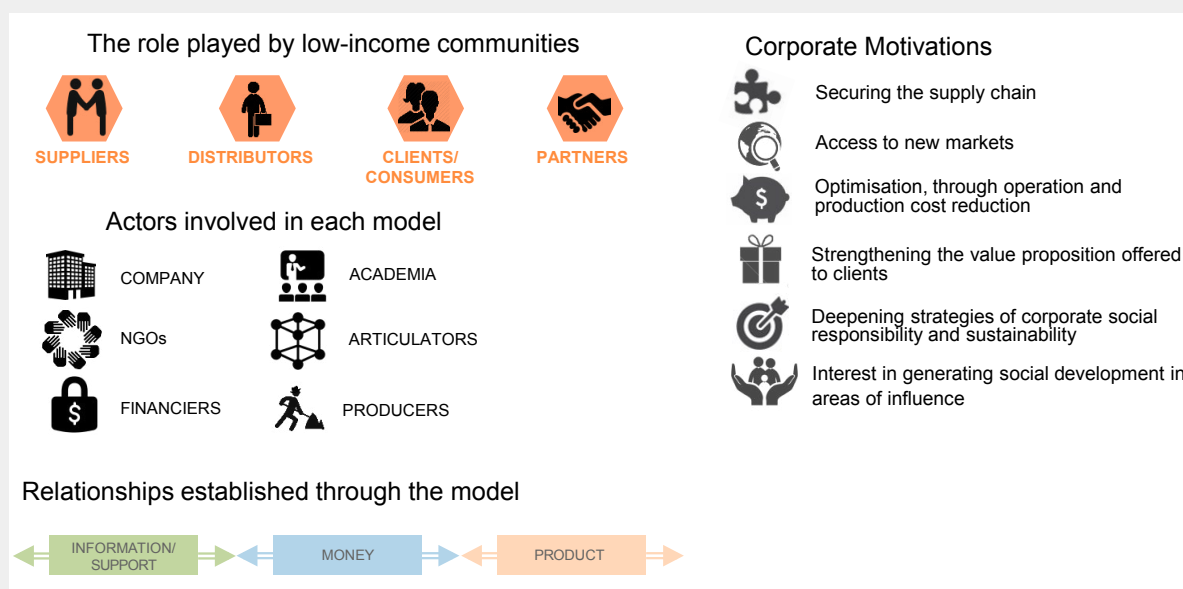 The role played by low-income communities
SUPPLIERS
DISTRIBUTORS
CLIENTS/
CONSUMERS
PARTNERS
Actors involved in each model
COMPANY
ACADEMIA
NGOs
ARTICULATORS
$
FINANCIERS
PRODUCERS
Relationships established through the model
INFORMATION/
SUPPORT
MONEY
PRODUCT
Corporate Motivations
Securing the supply chain
Access to new markets
$
Optimisation, through operation and
production cost reduction
Strengthening the value proposition offered
to clients
Deepening strategies of corporate social
responsibility and sustainability
Interest in generating social development in
areas of influence